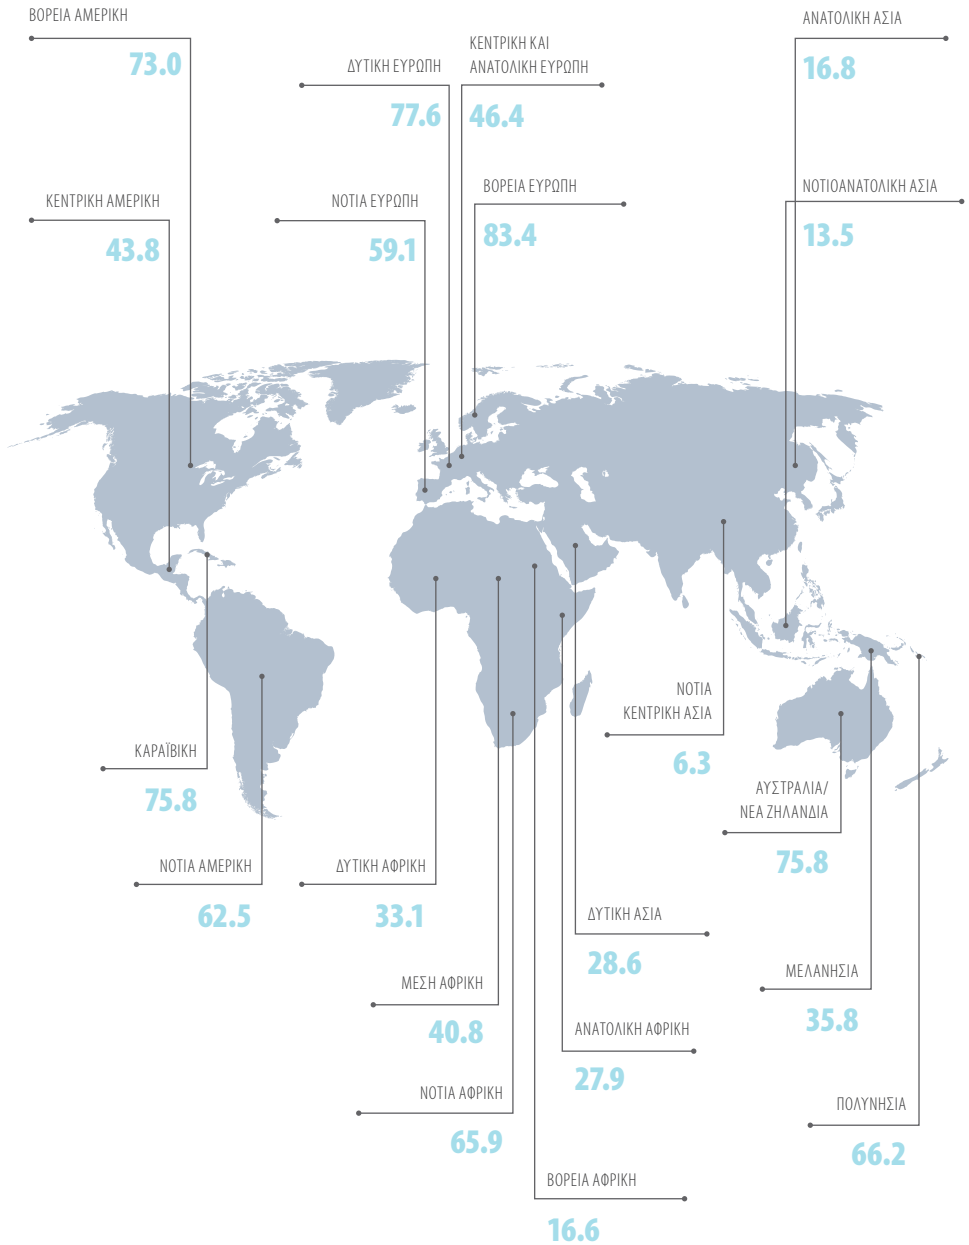 ΒΟΡΕΙΑ ΑΜΕΡΙΚΗ
73.0
ΔΥΤΙΚΗ ΕΥΡΩΠΗ
77.6
ΚΕΝΤΡΙΚΗ ΚΑΙ
ΑΝΑΤΟΛΙΚΗ ΕΥΡΩΠΗ
46.4
ΑΝΑΤΟΛΙΚΗ ΑΣΙΑ
16.8
ΚΕΝΤΡΙΚΗ ΑΜΕΡΙΚΗ
43.8
ΝΟΤΙΑ ΕΥΡΩΠΗ
59.1
ΒΟΡΕΙΑ ΕΥΡΩΠΗ
83.4
ΝΟΤΙΟΑΝΑΤΟΛΙΚΗ ΑΣΙΑ
13.5
ΚΑΡΑΪΒΙΚΗ
75.8
ΝΟΤΙΑ
ΚΕΝΤΡΙΚΗ ΑΣΙΑ
6.3
ΑΥΣΤΡΑΛΙΑ/
ΝΕΑ ΖΗΛΑΝΔΙΑ
75.8
ΝΟΤΙΑ ΑΜΕΡΙΚΗ
62.5
ΔΥΤΙΚΗ ΑΦΡΙΚΗ
33.1
ΔΥΤΙΚΗ ΑΣΙΑ
28.6
ΜΕΣΗ ΑΦΡΙΚΗ
40.8
ΜΕΛΑΝΗΣΙΑ
35.8
ΑΝΑΤΟΛΙΚΗ ΑΦΡΙΚΗ
27.9
ΝΟΤΙΑ ΑΦΡΙΚΗ
65.9
ΠΟΛΥΝΗΣΙΑ
66.2
ΒΟΡΕΙΑ ΑΦΡΙΚΗ
16.6